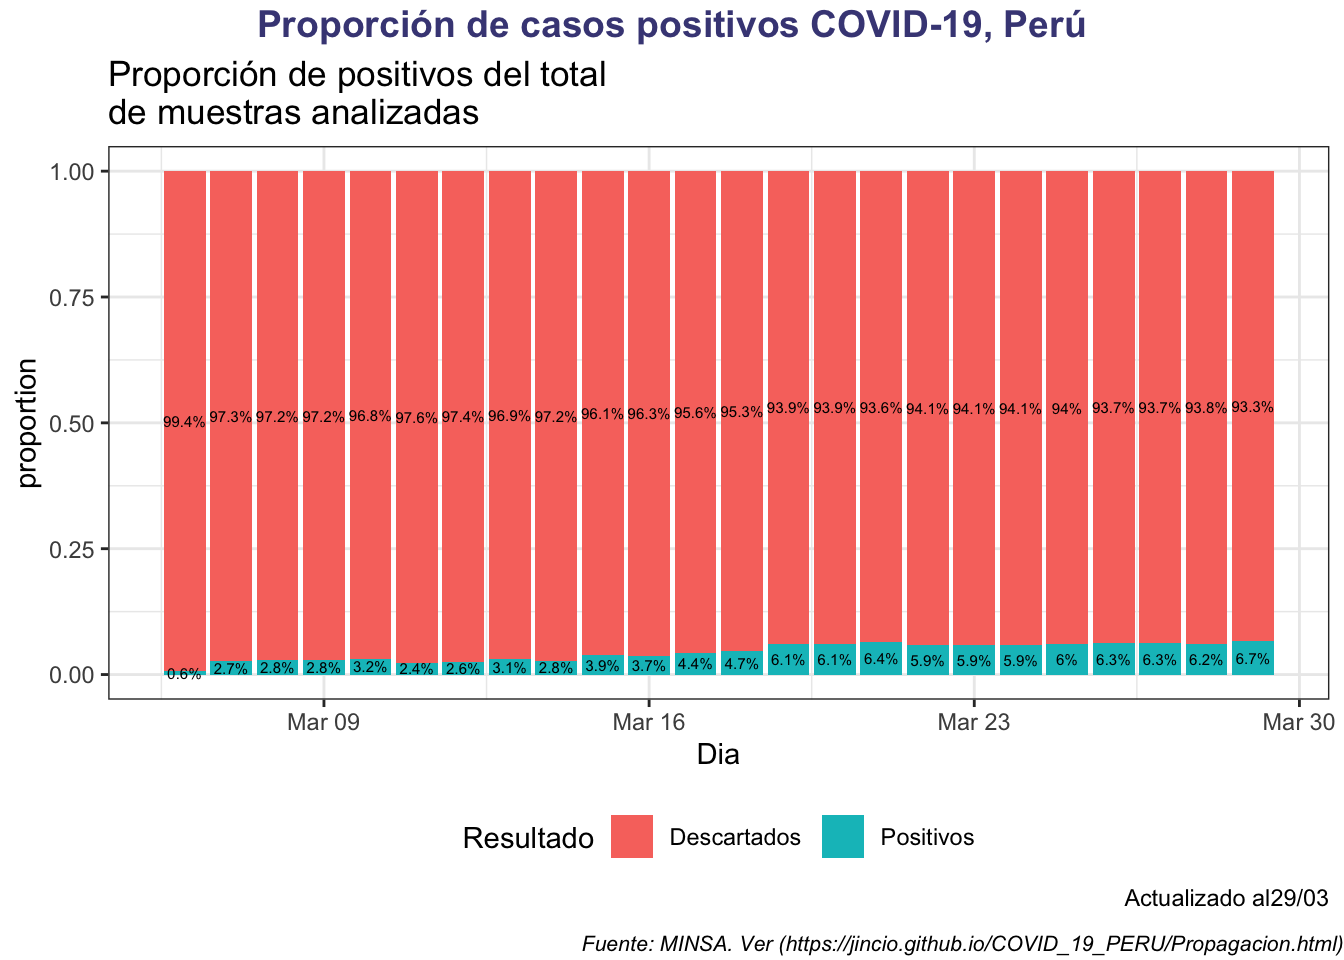 Proporción de casos positivos COVID-19, Perú
Proporción de positivos del total
de muestras analizadas
1.00
0.75
0.50
0.25
0.00
proportion
99.4% 97.3% 97.2% 97.2% 96.8% 97.6% 97.4% 96.9% 97.2% 96.1% 96.3% 95.6% 95.3% 93.9% 93.9% 93.6% 94.1% 94.1% 94.1% 94% 93.7% 93.7% 93.8% 93.3%
0.6% 2.7% 2.8% 2.8% 3.2% 2.4% 2.6% 3.1% 2.8% 3.9% 3.7% 4.4% 4.7% 6.1% 6.1% 6.4% 5.9% 5.9% 5.9% 6% 6.3% 6.3% 6.2% 6.7%
Mar 09 Mar 16 Mar 23 Mar 30
Dia
Resultado Descartados Positivos
Actualizado al29/03
Fuente: MINSA. Ver (https://jincio.github.io/COVID_19_PERU/Propagacion.html)